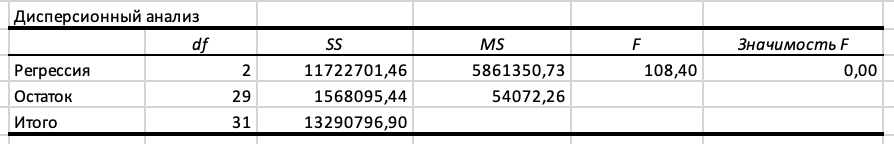 Дисперсионный анализ
df SS MS F Значимость F
Регрессия 2 11722701,46 5861350,73 108,40 0,00
Остаток 29 1568095,44 54072,26
Итого 31 13290796,90